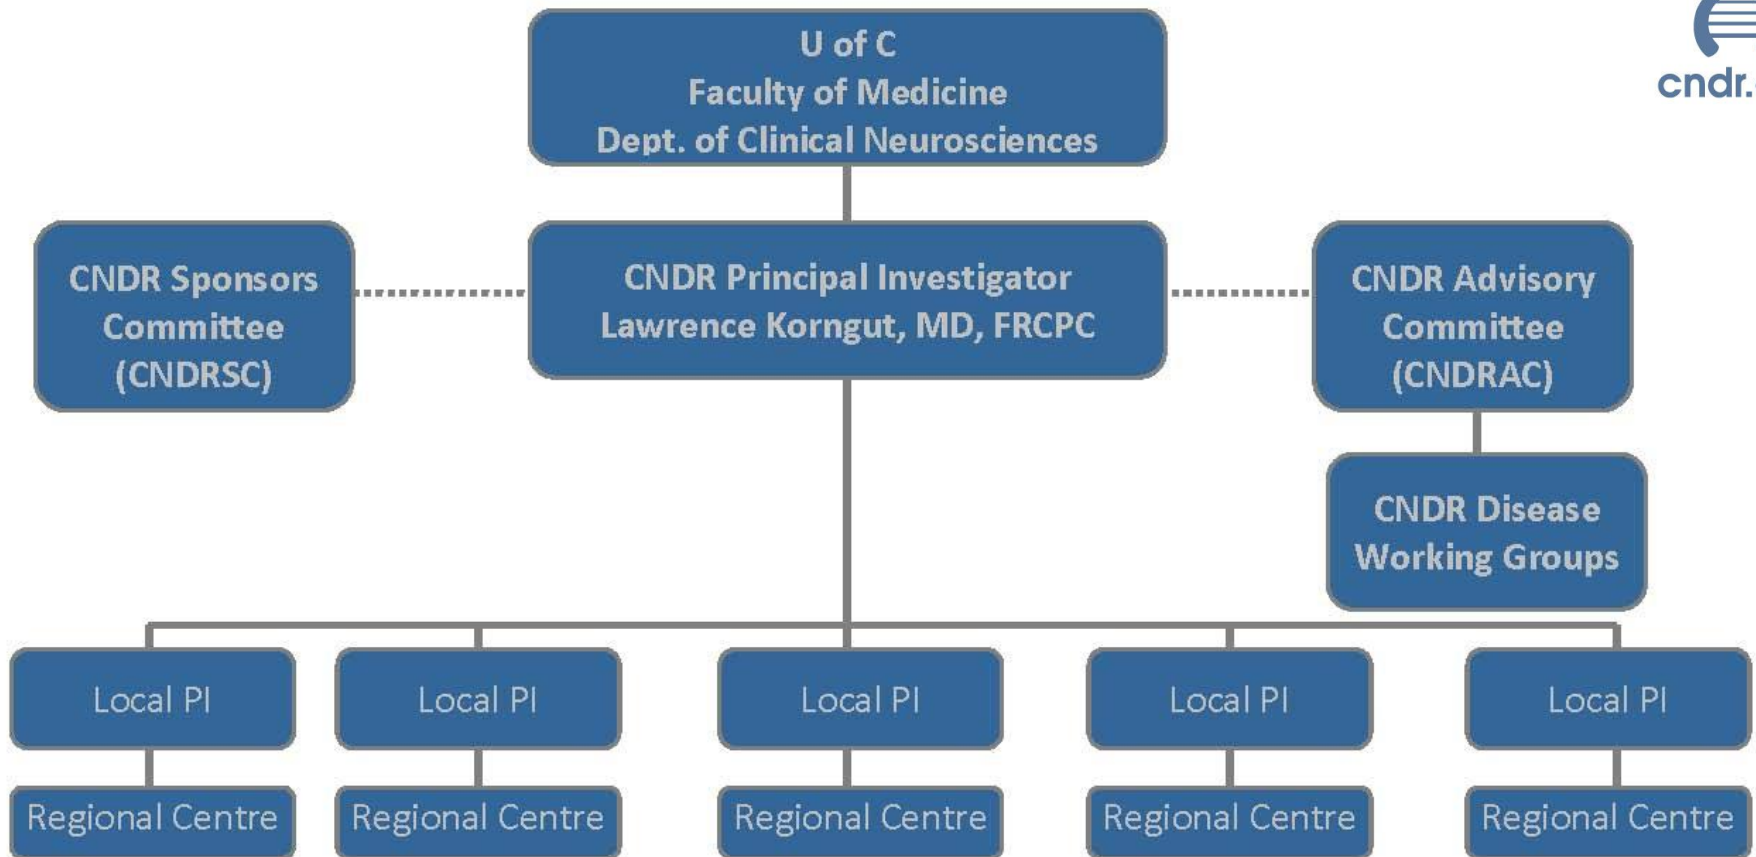 cndr.
U of C
Faculty of Medicine
Dept. of Clinical Neurosciences
CNDR Sponsors
Committee
(CNDRSC)
CNDR Principal Investigator
Lawrence Korngut, MD, FRCPC
CNDR Advisory
Committee
(CNDRAC)
CNDR Disease
Working Groups
Local PI
Local PI
Local PI
Local PI
Local PI
Regional Centre
Regional Centre
Regional Centre
Regional Centre
Regional Centre